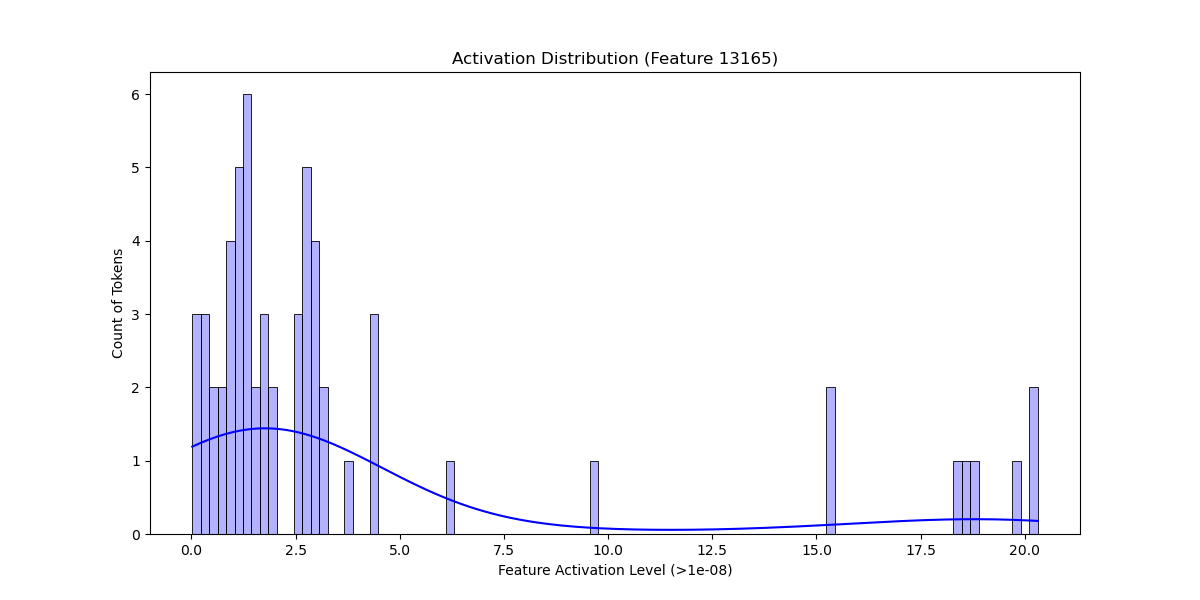 Activation Distribution (Feature 13165)
Count of Tokens
6
5
4
3
2
1
0
0.0 2.5 5.0 7.5 10.0 12.5 15.0 17.5 20.0
Feature Activation Level (>1e-08)